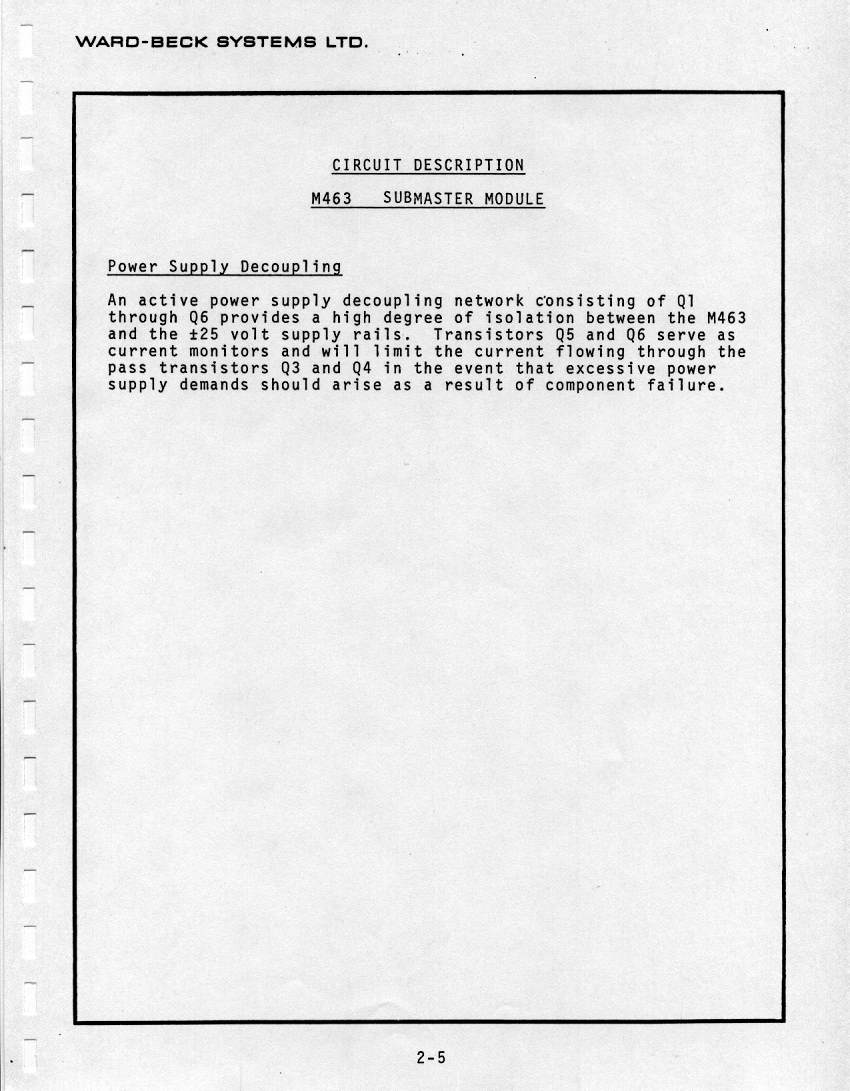 WARD-BECK SYSTEMS LTD.
CIRCUIT DESCRIPTION
M463 SUBMASTER MODULE
Power Supply Decoupling
An active power supply decoupling network consisting of Q1
through Q6 provides a high degree of isolation between the M463
and the ±25 volt supply rails. Transistors Q5 and Q6 serve as
current monitors and will limit the current flowing through the
pass transistors Q3 and Q4 in the event that excessive power
supply demands should arise as a result of component failure.
2-5